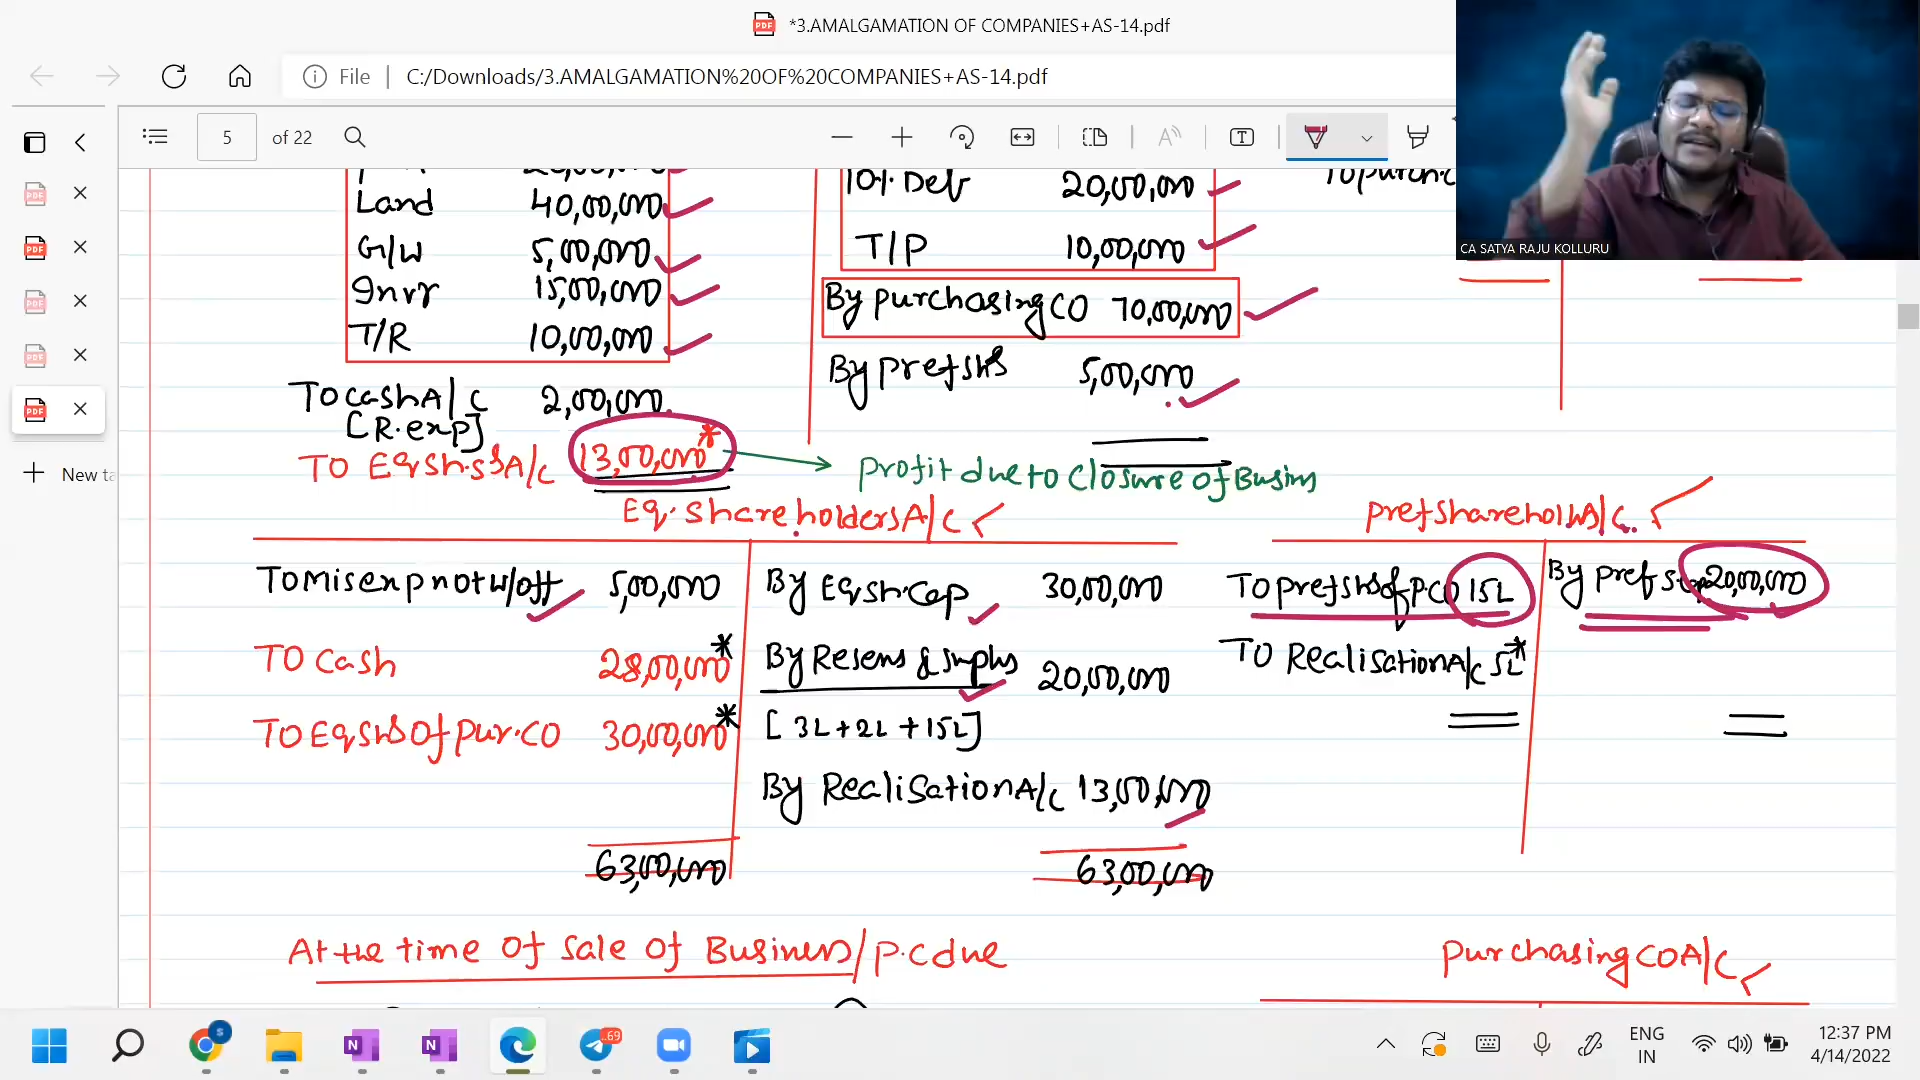 *3.AMALGAMATION OF COMPANIES+AS-14.pdf
File
C:/Downloads/3.AMALGAMATION%20OF%20COMPANIES+AS-14.pdf
5 of 22
CA SATYA RAJU KOLLURU
Land 40,00,000
G/W 5,00,000
Invr 15,00,000
T/R 10,00,000
To cash A/c 2,00,000
[R.exp]
To Eq.sh.s A/c 13,00,000*
10% Deb 20,00,000
T/P 10,00,000
By purchasing CO 70,00,000
By pref shs 5,00,000
Profit due to closure of Busins
Eq. shareholders A/c
To Mis exp not w/off 5,00,000
To cash 28,00,000*
To Eq shs of pur.CO 30,00,000*
63,00,000
By Eq sh.cap 30,00,000
By Resers & surplus 20,00,000
[3L+2L+15L]
By Realisation A/c 13,00,000
63,00,000
pref shareholders A/c.
To pref shs of p.CO 15L
To Realisation A/c 5L*
By pref 20,00,000
New ta
At the time of sale of Business/p.c due
purchasing CO A/c
69
ENG
IN
12:37 PM
4/14/2022